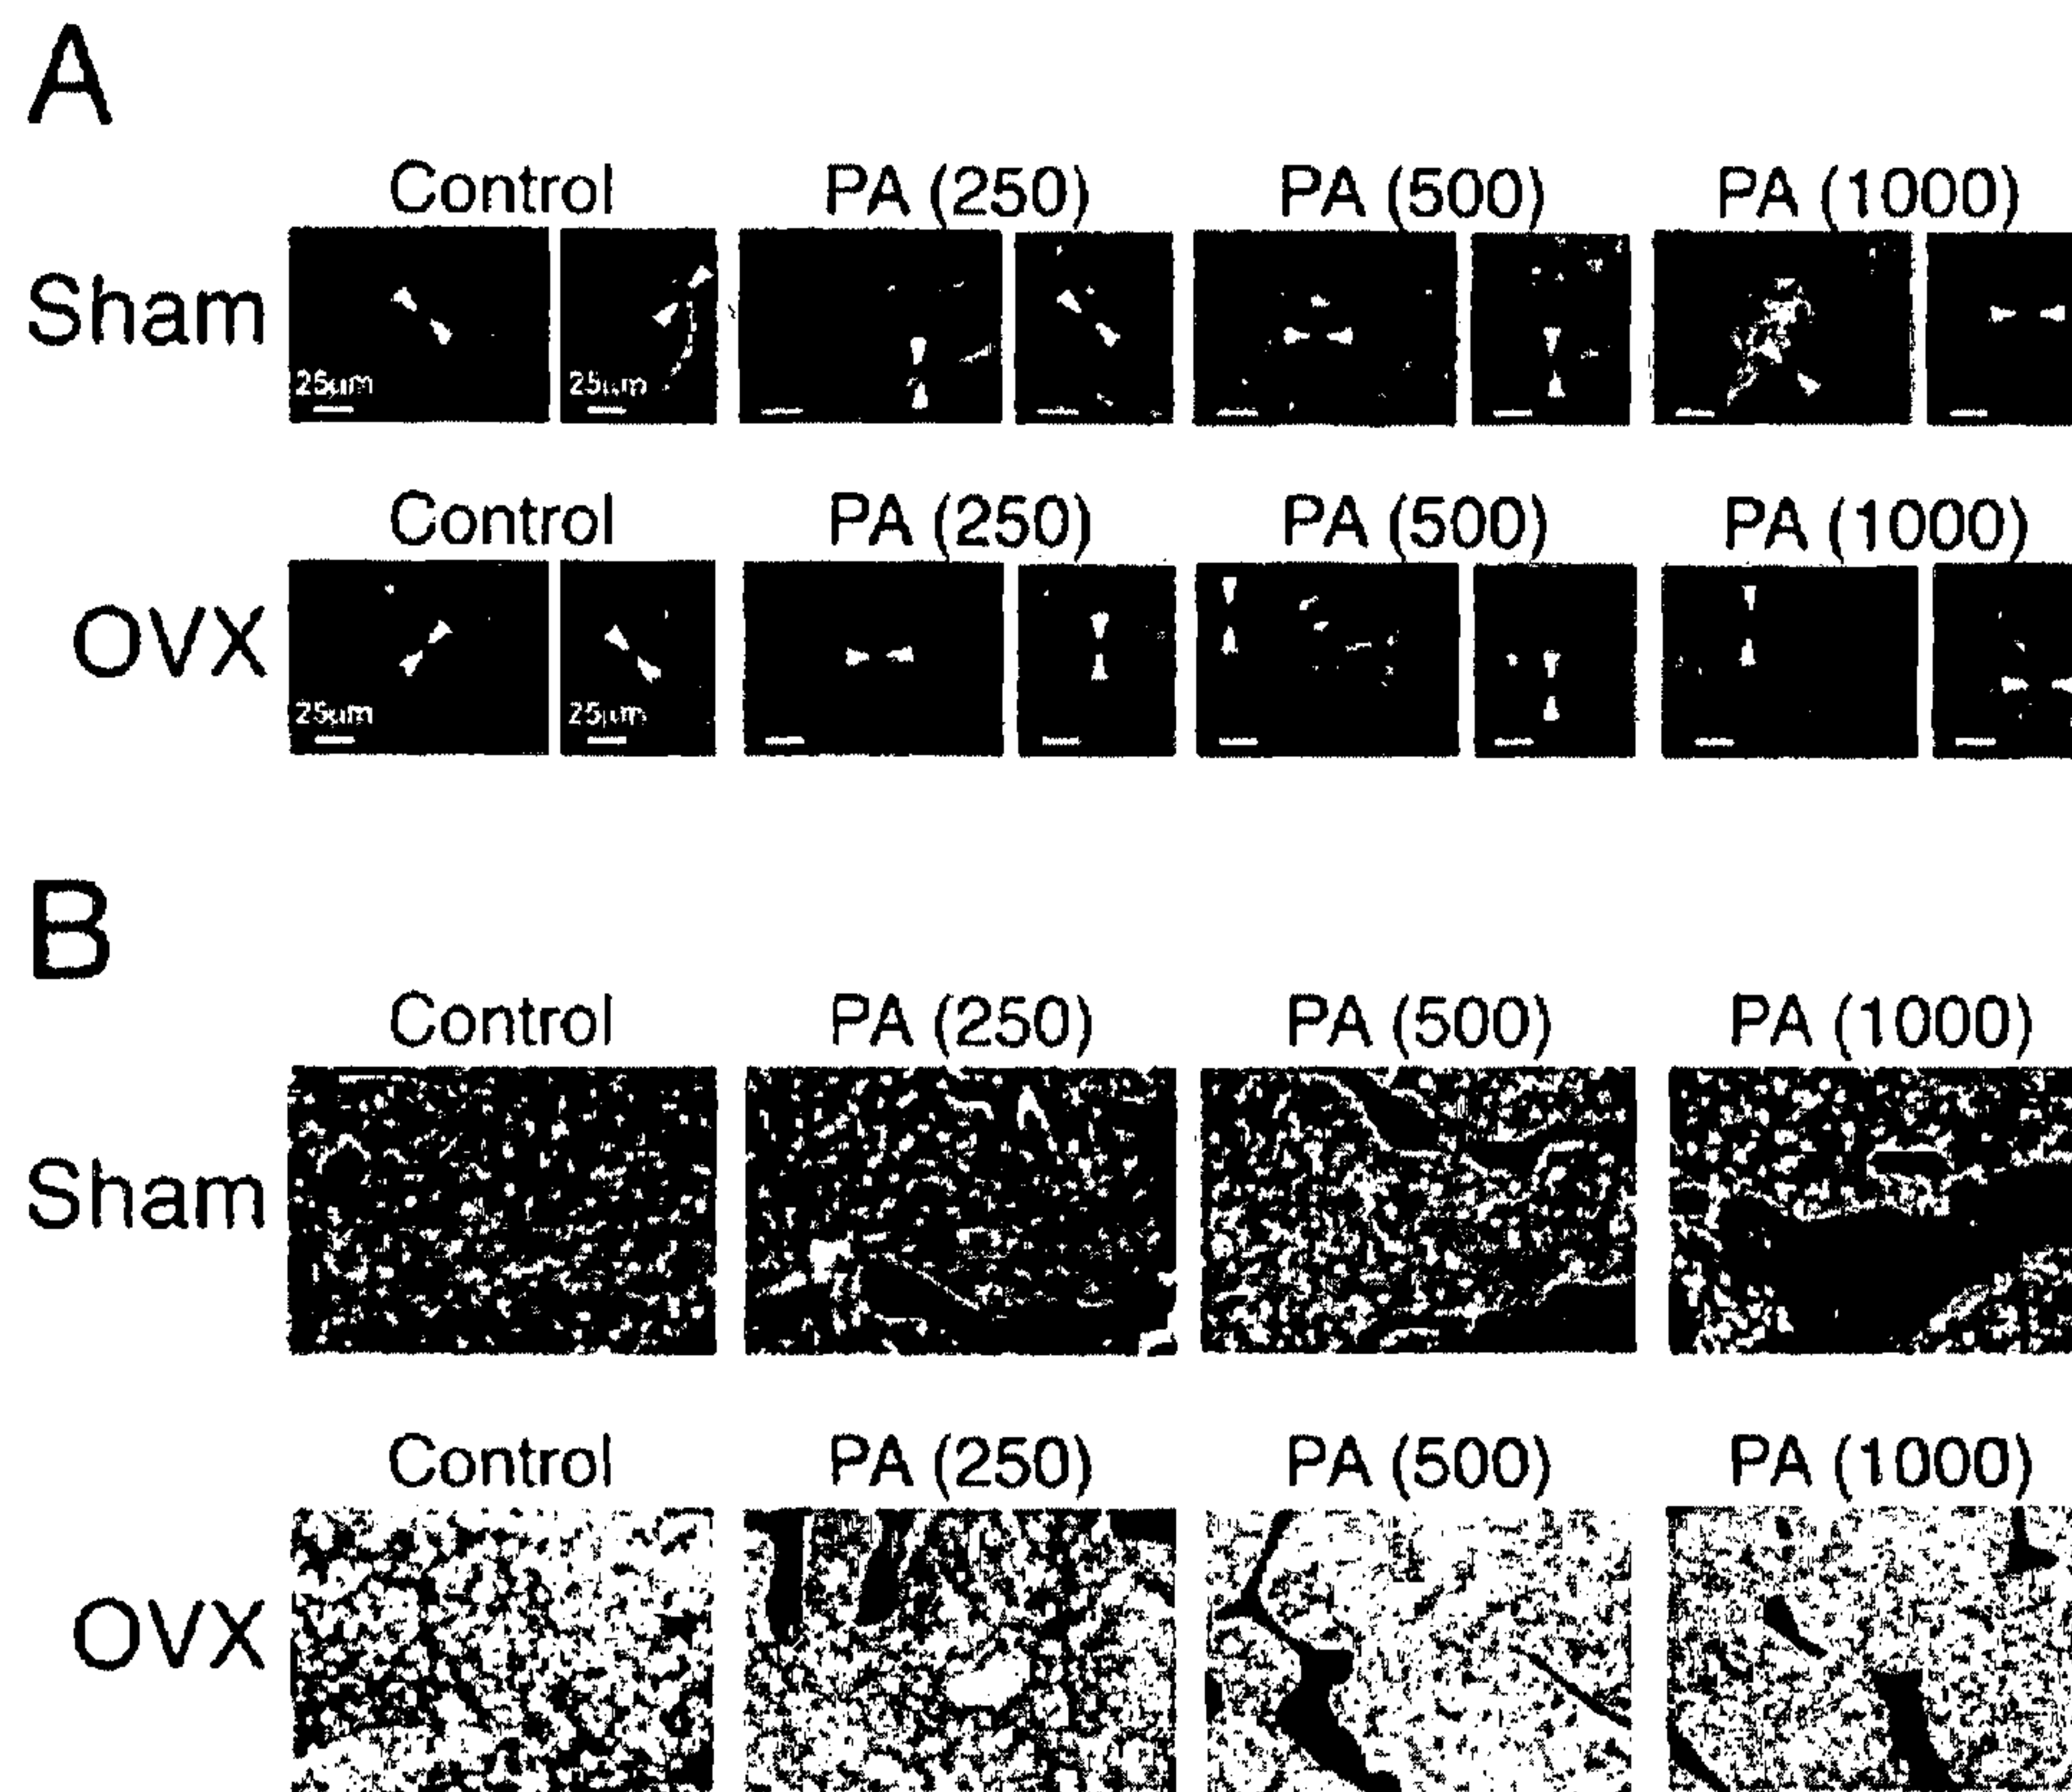 A
Control PA (250) PA (500) PA (1000)
Sham
25μm 25μm
Control PA (250) PA (500) PA (1000)
OVX
25μm 25μm
B
Control PA (250) PA (500) PA (1000)
Sham
Control PA (250) PA (500) PA (1000)
OVX